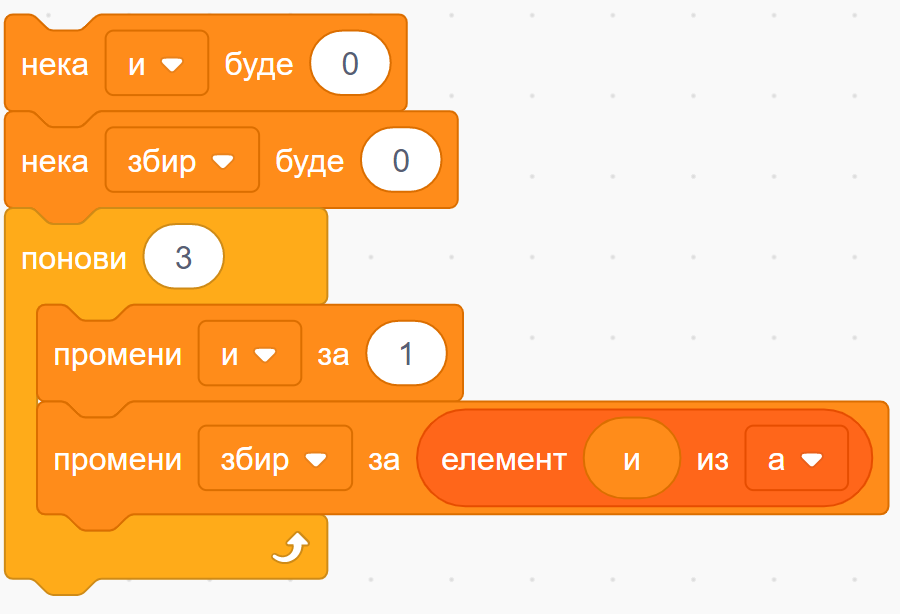 нека и буде 0
нека збир буде 0
понови 3
промени и за 1
промени збир за елемент и из а